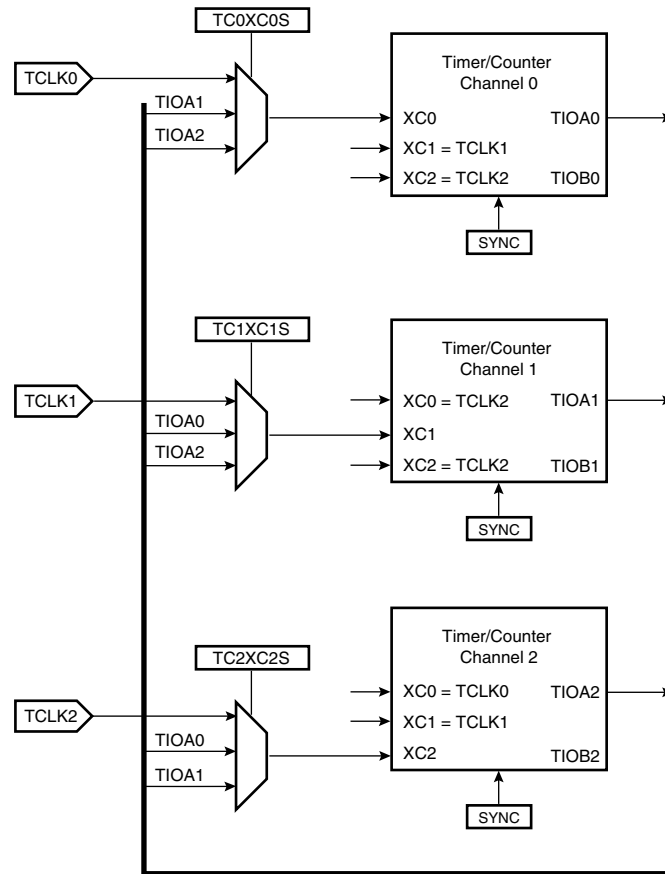 TC0XC0S
TCLK0
TIOA1
TIOA2
Timer/Counter
Channel 0
XC0
TIOA0
XC1 = TCLK1
XC2 = TCLK2
TIOB0
SYNC
TC1XC1S
TCLK1
TIOA0
TIOA2
Timer/Counter
Channel 1
XC0 = TCLK2
TIOA1
XC1
XC2 = TCLK2
TIOB1
SYNC
TC2XC2S
TCLK2
TIOA0
TIOA1
Timer/Counter
Channel 2
XC0 = TCLK0
TIOA2
XC1 = TCLK1
XC2
TIOB2
SYNC